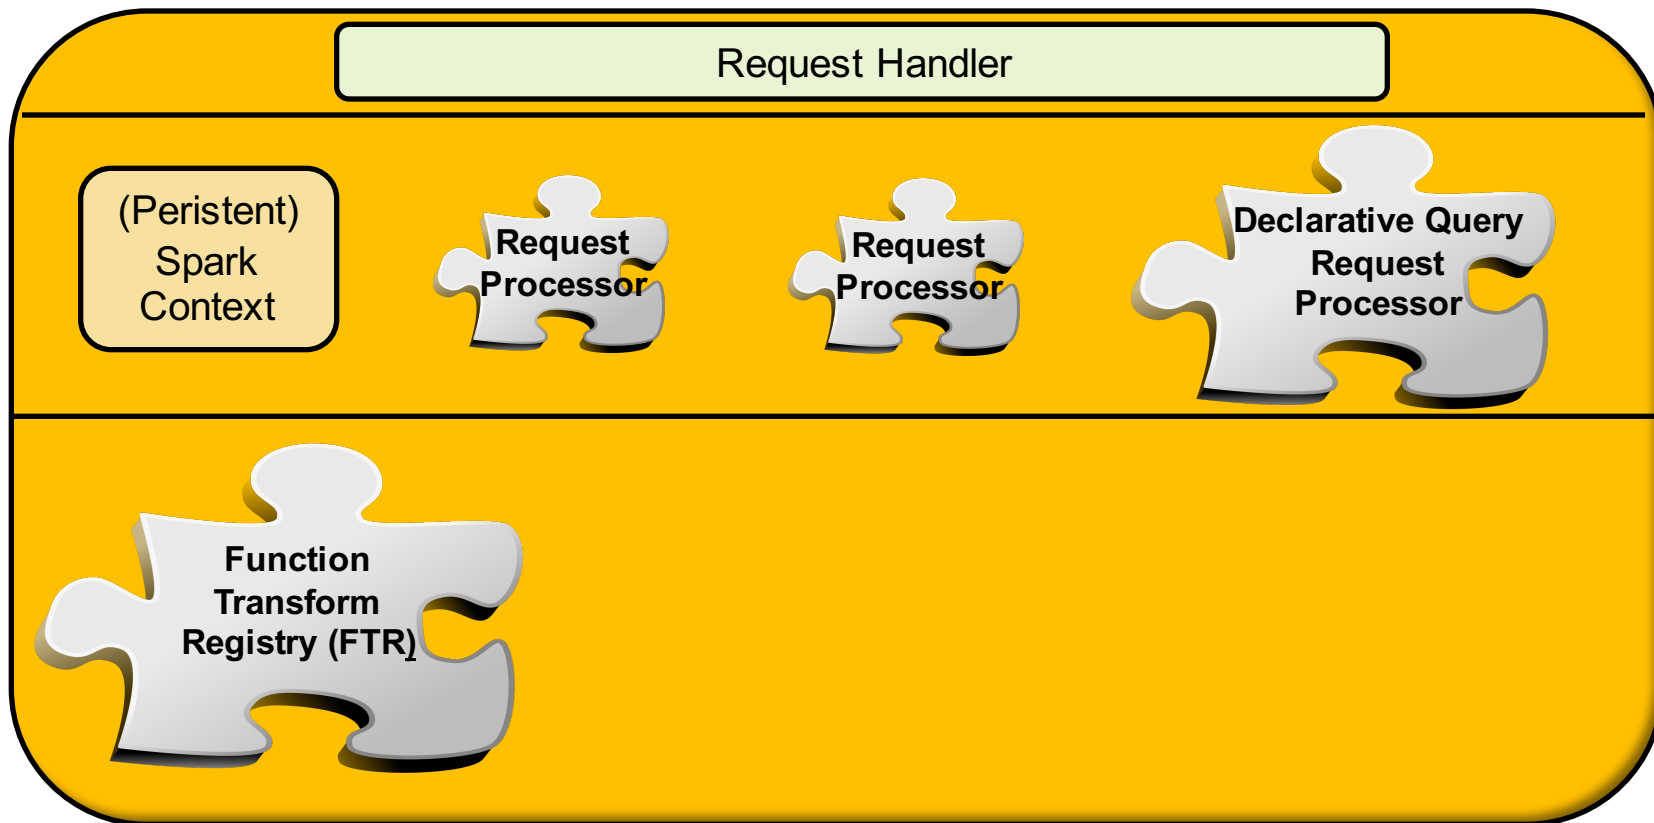 Request Handler
(Peristent)
Spark
Context
Request
Processor
Request
Processor
Declarative Query
Request
Processor
Function
Transform
Registry (FTR)